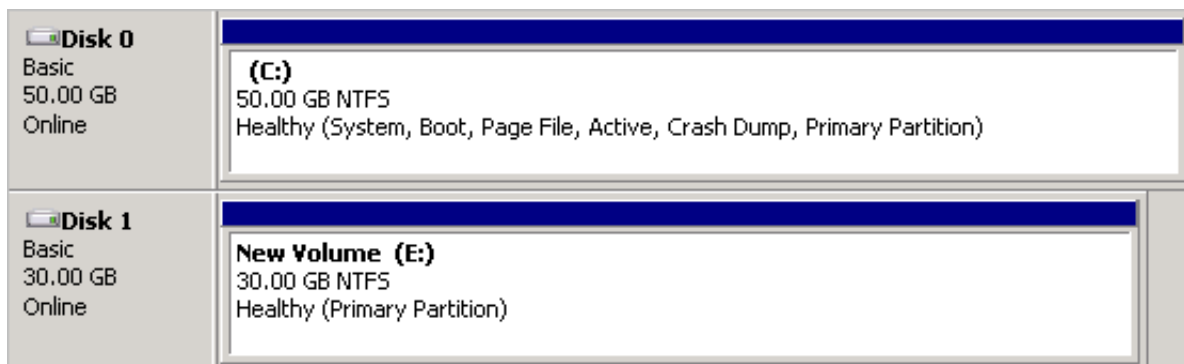 Disk 0
Basic
50.00 GB
Online
(C:)
50.00 GB NTFS
Healthy (System, Boot, Page File, Active, Crash Dump, Primary Partition)
Disk 1
Basic
30.00 GB
Online
New Volume (E:)
30.00 GB NTFS
Healthy (Primary Partition)